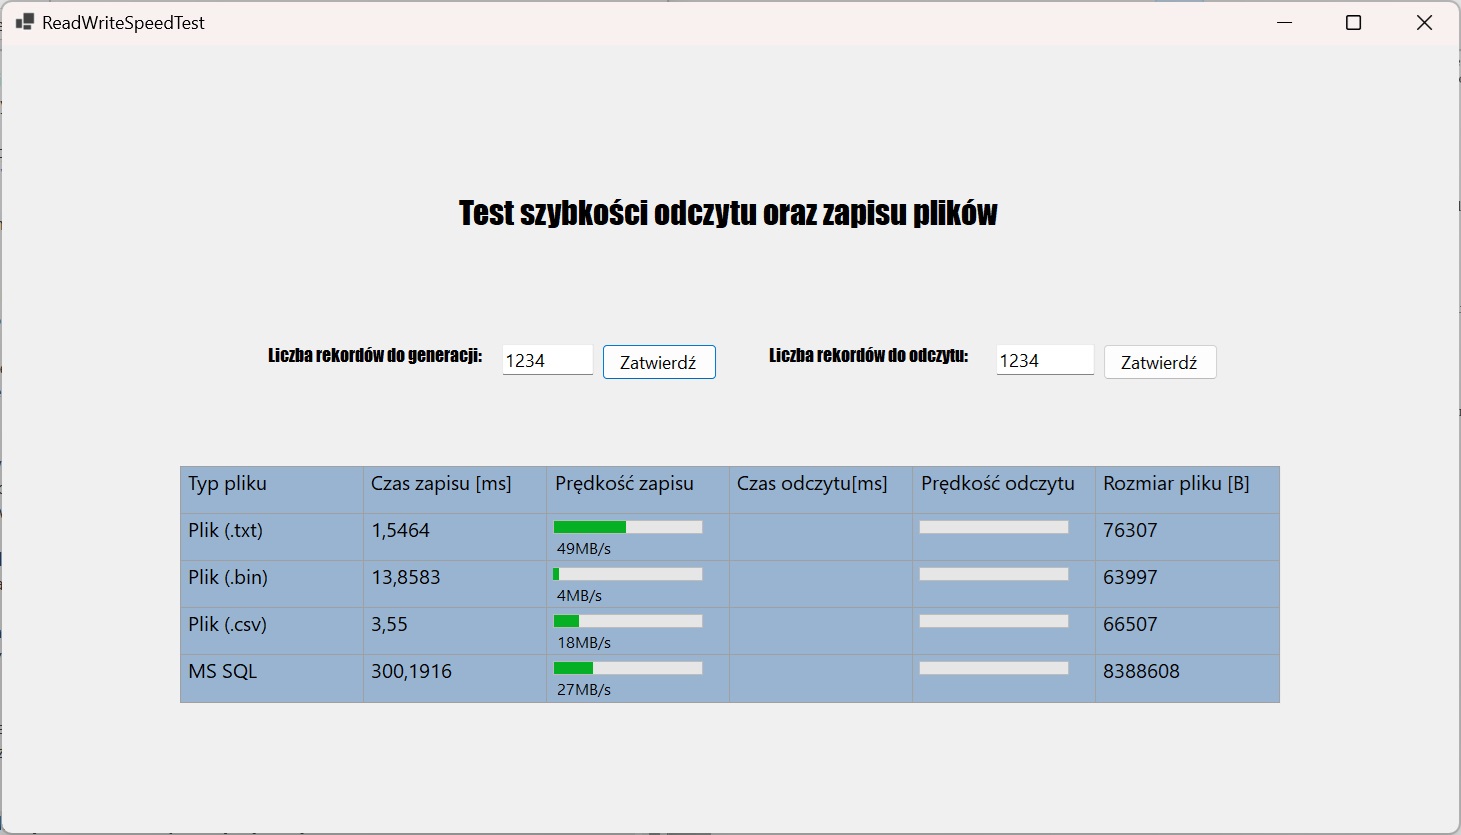 ReadWriteSpeedTest
Test szybkości odczytu oraz zapisu plików
Liczba rekordów do generacji: 1234 Zatwierdź Liczba rekordów do odczytu: 1234 Zatwierdź
Typ pliku Czas zapisu [ms] Prędkość zapisu Czas odczytu[ms] Prędkość odczytu Rozmiar pliku [B]
Plik (.txt) 1,5464 49MB/s 76307
Plik (.bin) 13,8583 4MB/s 63997
Plik (.csv) 3,55 18MB/s 66507
MS SQL 300,1916 27MB/s 8388608